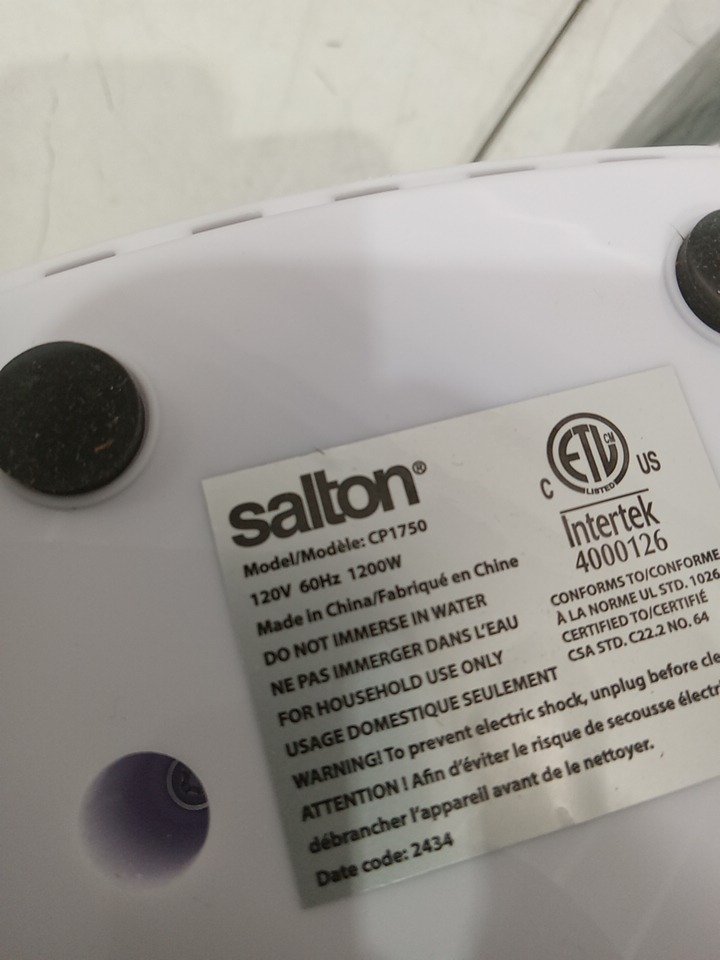 salton®
Model/Modèle: CP1750
120V 60Hz 1200W
Made in China/Fabriqué en Chine
DO NOT IMMERSE IN WATER
NE PAS IMMERGER DANS L'EAU
FOR HOUSEHOLD USE ONLY
USAGE DOMESTIQUE SEULEMENT
WARNING! To prevent electric shock, unplug before
ATTENTION ! Afin d'éviter le risque de secousse
débrancher l'appareil avant de le nettoyer.
Date code: 2434
C ETL CM US
LISTED
Intertek
4000126
CONFORMS TO/CONFORME
À LA NORME UL STD. 1026
CERTIFIED TO/CERTIFIÉ
CSA STD. C22.2 NO. 64